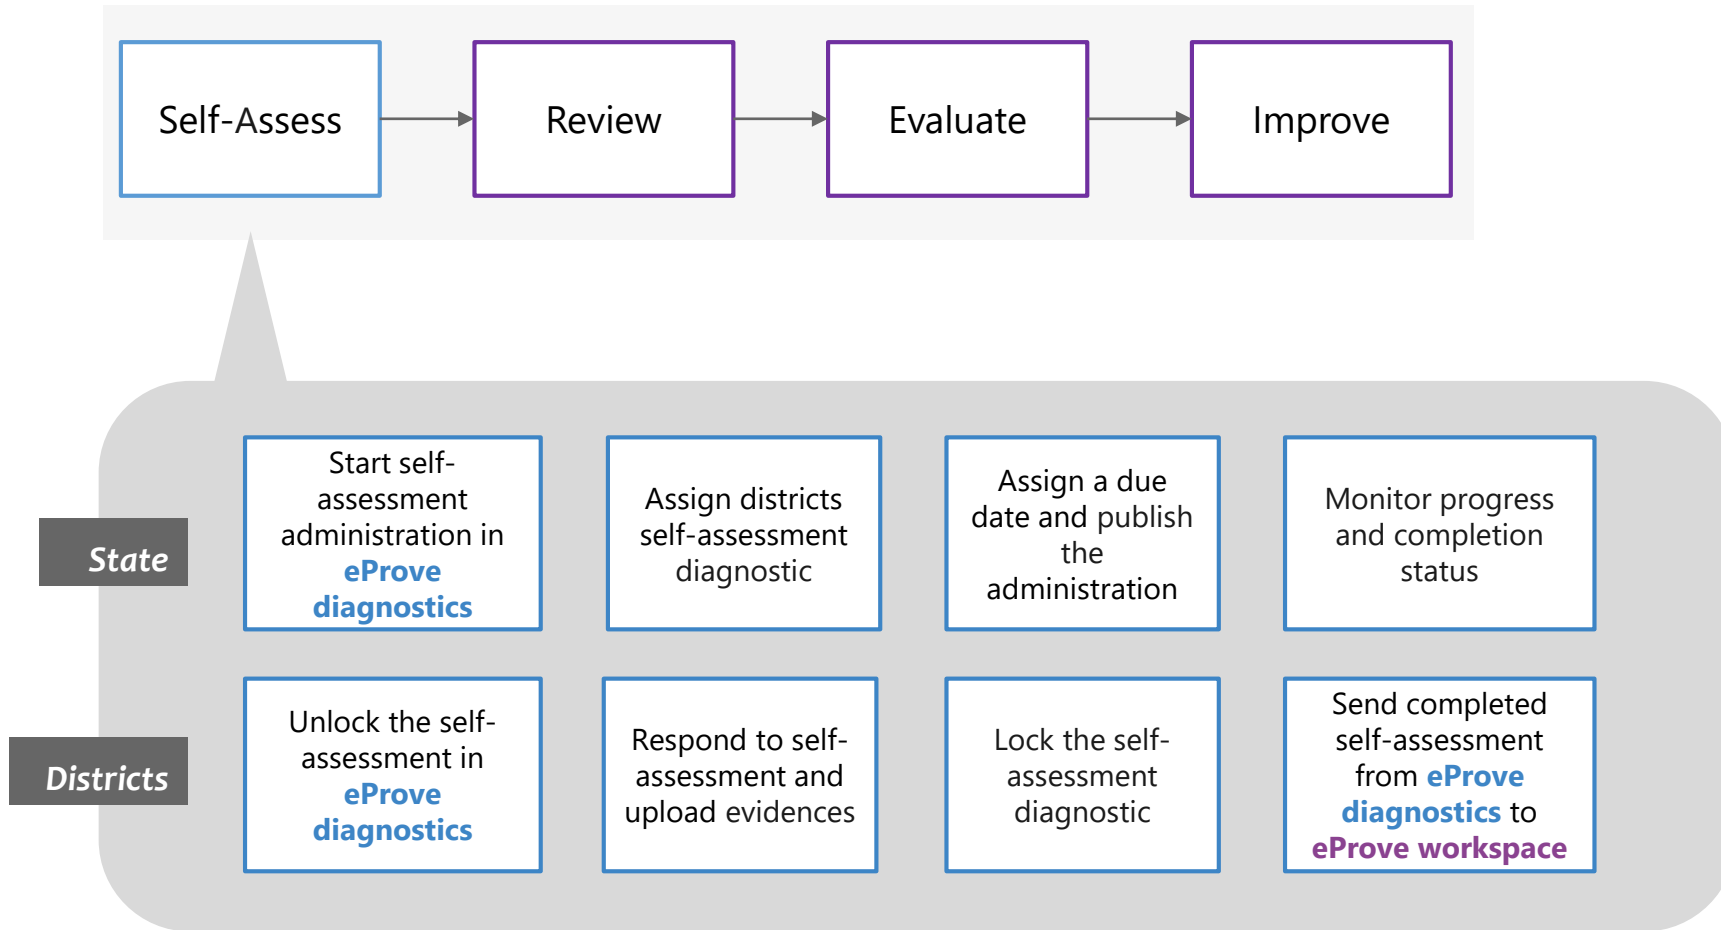 Self-Assess
Review
Evaluate
Improve
State
Start self-
assessment
administration in
eProve
diagnostics
Assign districts
self-assessment
diagnostic
Assign a due
date and publish
the
administration
Monitor progress
and completion
status
Districts
Unlock the self-
assessment in
eProve
diagnostics
Respond to self-
assessment and
upload evidences
Lock the self-
assessment
diagnostic
Send completed
self-assessment
from eProve
diagnostics to
eProve workspace